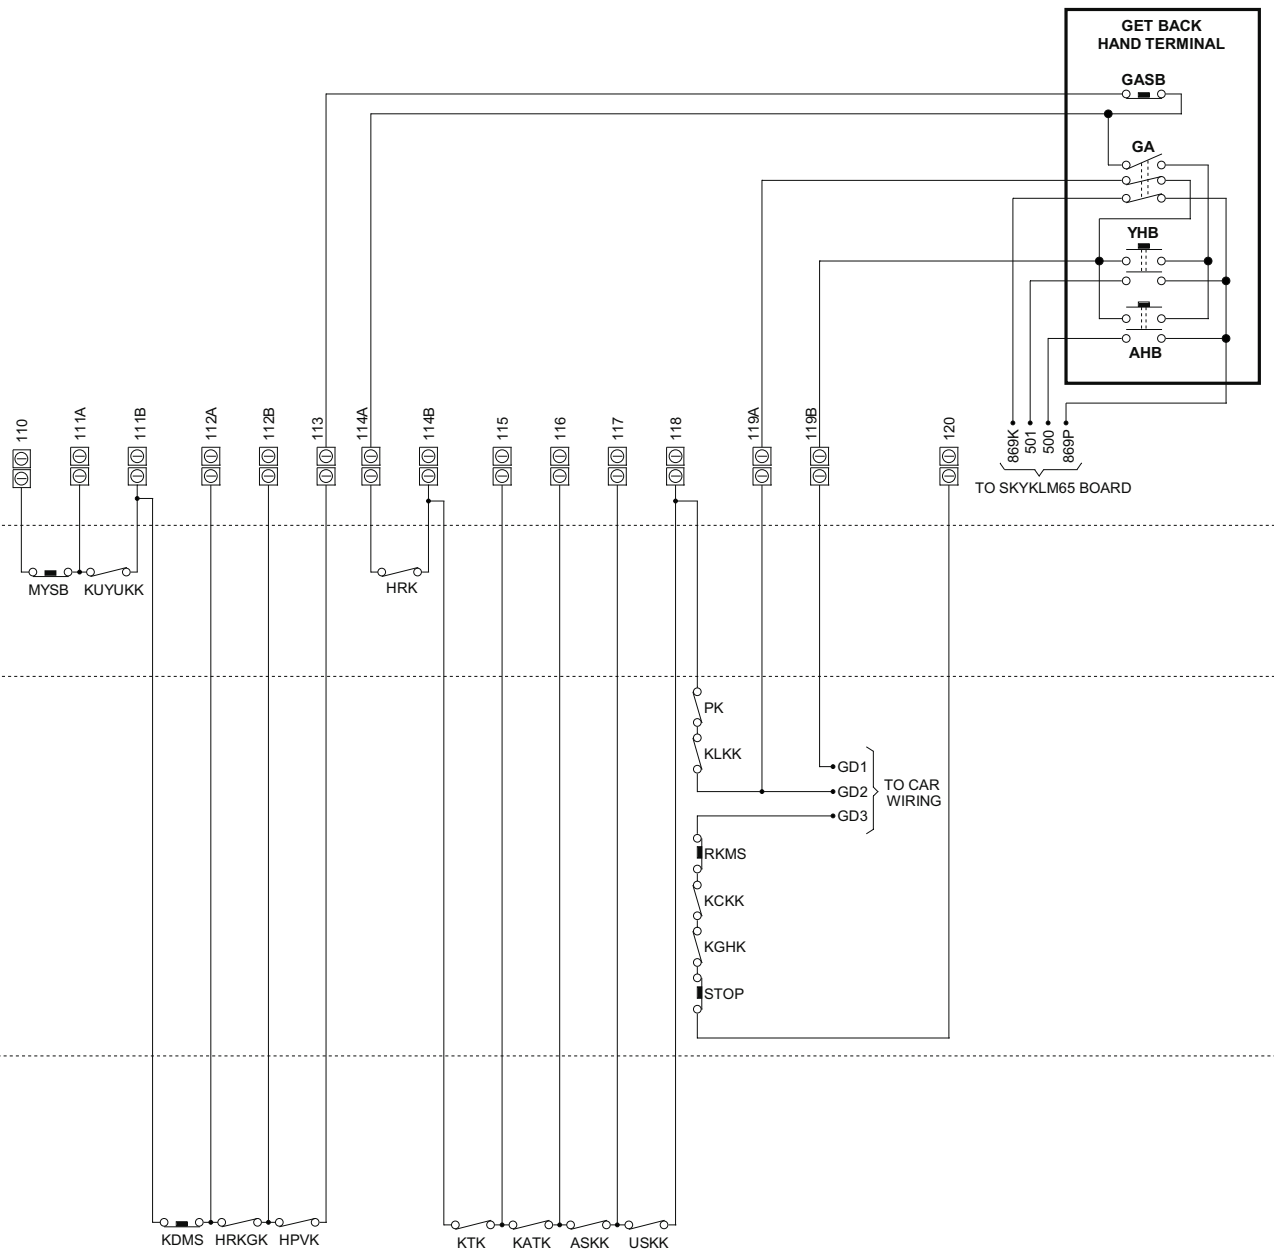 GET BACK
HAND TERMINAL
GASB
GA
YHB
AHB
110
111A
111B
112A
112B
113
114A
114B
115
116
117
118
119A
119B
120
869K
501
500
869P
TO SKYKLM65 BOARD
MYSB
KUYUKK
HRK
PK
KLKK
GD1
GD2
GD3
TO CAR
WIRING
RKMS
KCKK
KGHK
STOP
KDMS
HRKGK
HPVK
KTK
KATK
ASKK
USKK